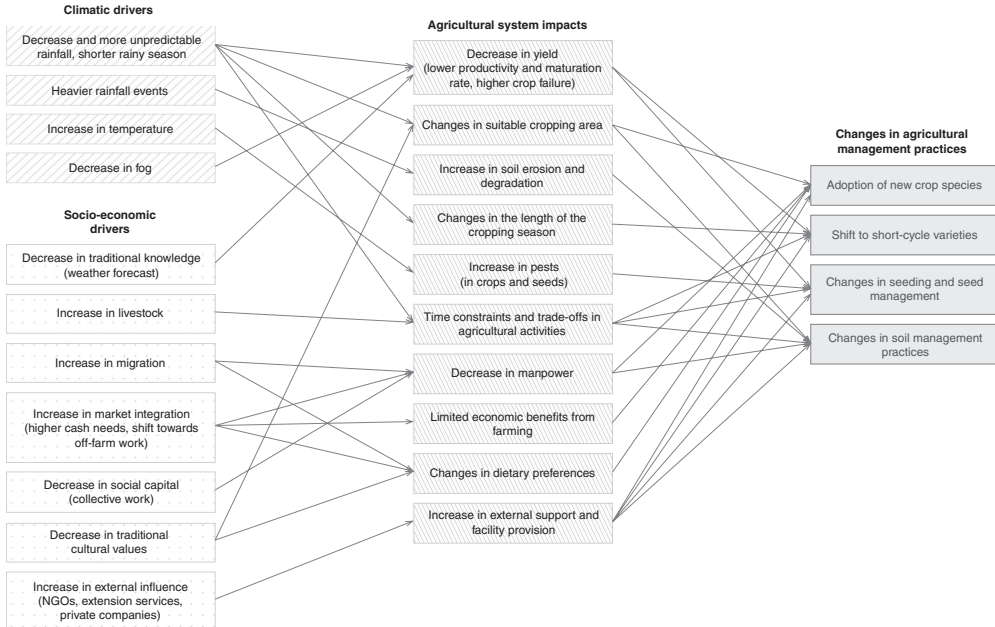 Climatic drivers
Decrease and more unpredictable
rainfall, shorter rainy season
Heavier rainfall events
Increase in temperature
Decrease in fog
Socio-economic
drivers
Decrease in traditional knowledge
(weather forecast)
Increase in livestock
Increase in migration
Increase in market integration
(higher cash needs, shift towards
off-farm work)
Decrease in social capital
(collective work)
Decrease in traditional
cultural values
Increase in external influence
(NGOs, extension services,
private companies)
Agricultural system impacts
Decrease in yield
(lower productivity and maturation
rate, higher crop failure)
Changes in suitable cropping area
Increase in soil erosion and
degradation
Changes in the length of the
cropping season
Increase in pests
(in crops and seeds)
Time constraints and trade-offs in
agricultural activities
Decrease in manpower
Limited economic benefits from
farming
Changes in dietary preferences
Increase in external support and
facility provision
Changes in agricultural
management practices
Adoption of new crop species
Shift to short-cycle varieties
Changes in seeding and seed
management
Changes in soil management
practices